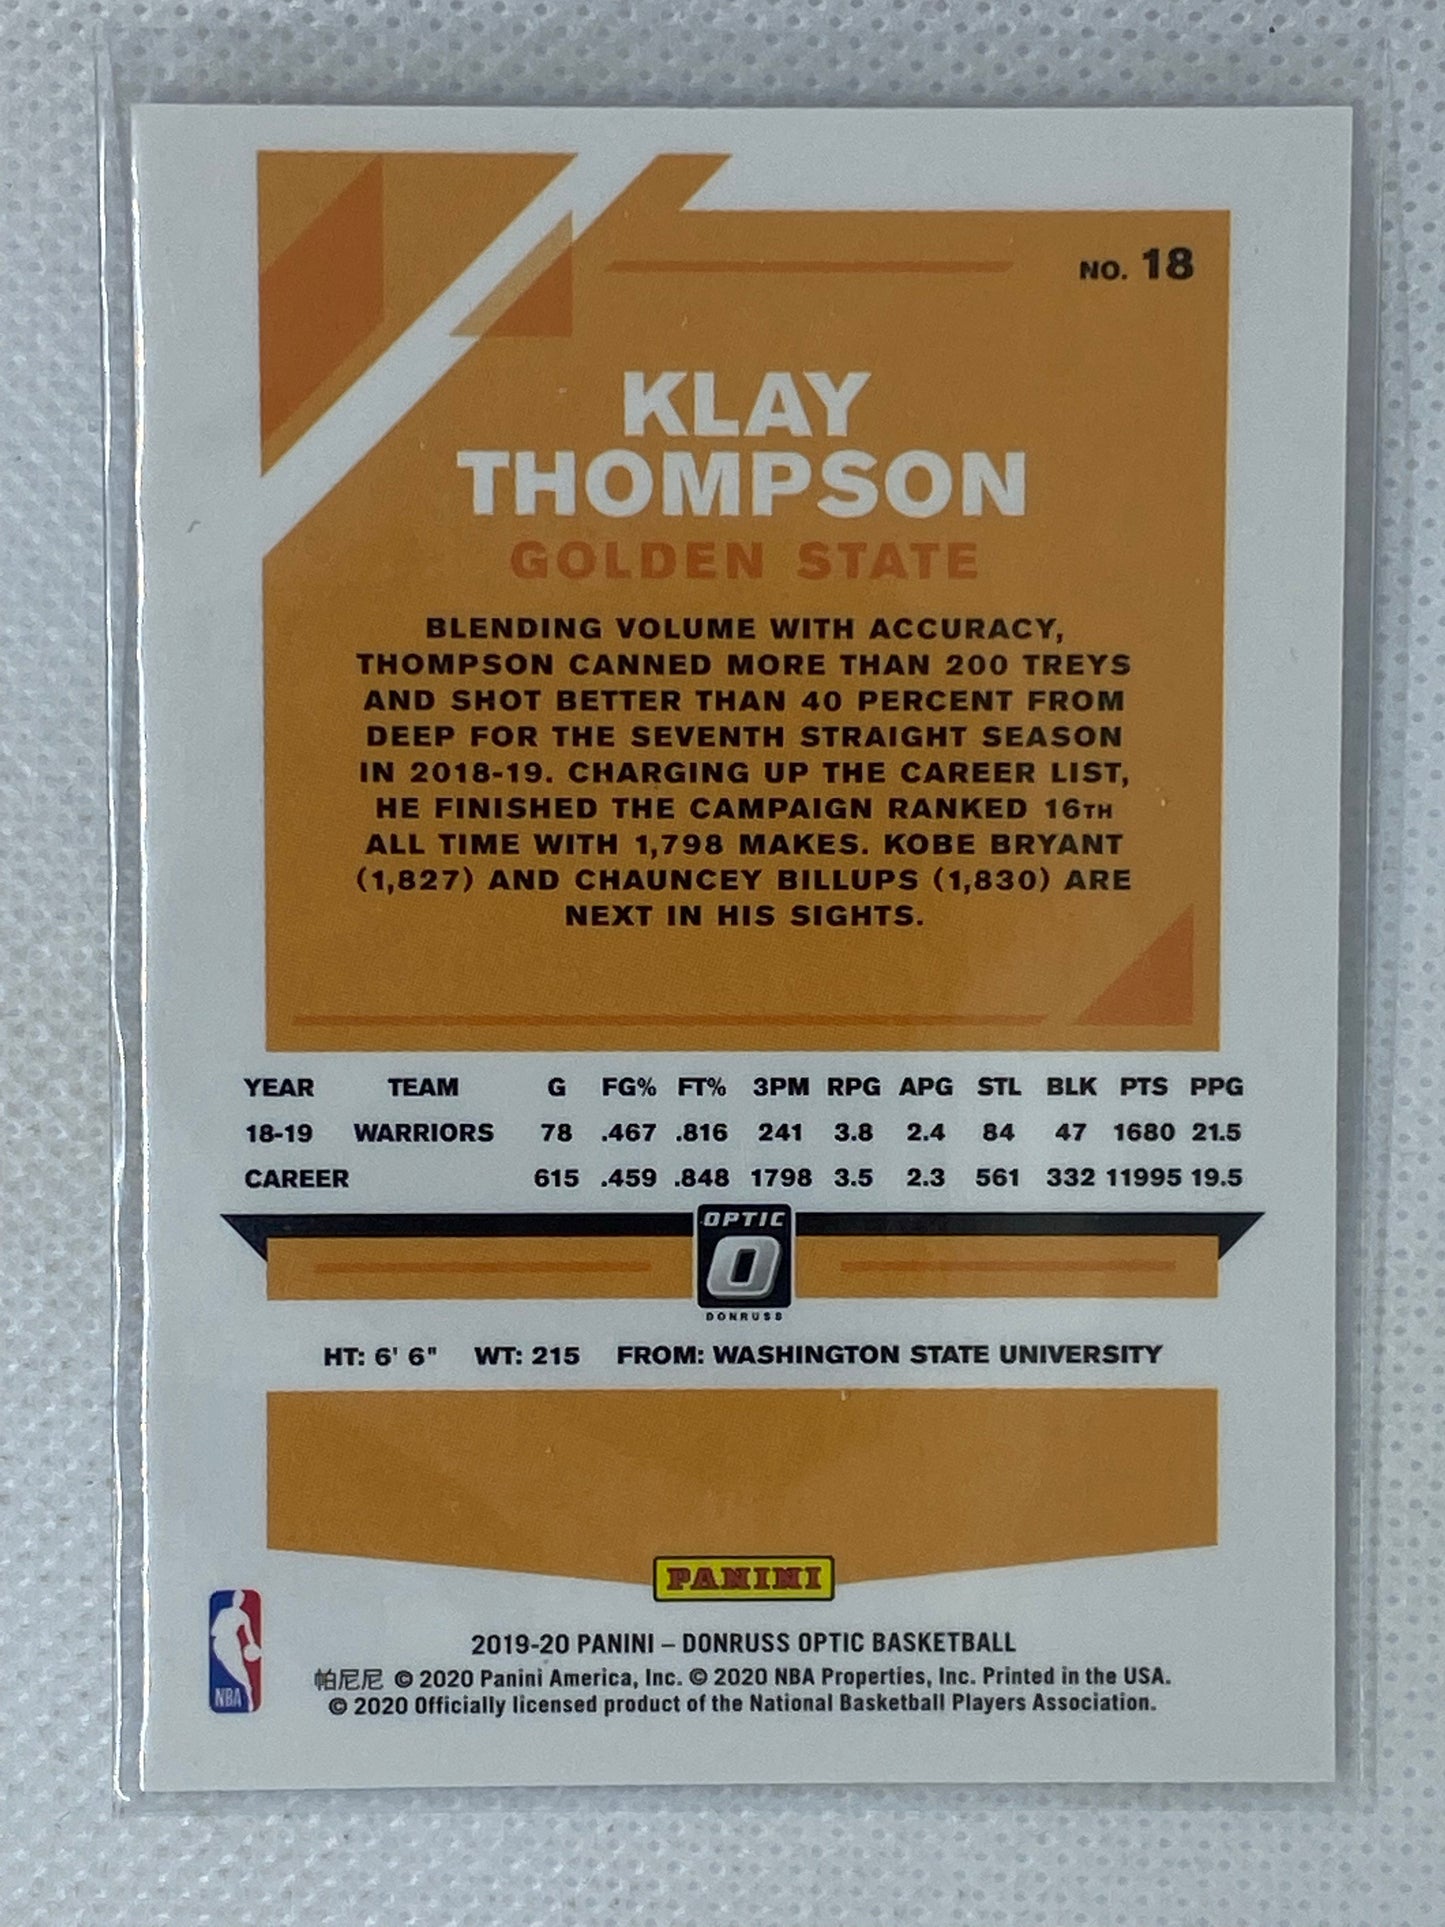 NO. 18
KLAY
THOMPSON
GOLDEN STATE
BLENDING VOLUME WITH ACCURACY,
THOMPSON CANNED MORE THAN 200 TREYS
AND SHOT BETTER THAN 40 PERCENT FROM
DEEP FOR THE SEVENTH STRAIGHT SEASON
IN 2018-19. CHARGING UP THE CAREER LIST,
HE FINISHED THE CAMPAIGN RANKED 16TH
ALL TIME WITH 1,798 MAKES. KOBE BRYANT
(1,827) AND CHAUNCEY BILLUPS (1,830) ARE
NEXT IN HIS SIGHTS.
YEAR TEAM G FG% FT% 3PM RPG APG STL BLK PTS PPG
18-19 WARRIORS 78 .467 .816 241 3.8 2.4 84 47 1680 21.5
CAREER 615 .459 .848 1798 3.5 2.3 561 332 11995 19.5
OPTIC
O
DONRUSS
HT: 6' 6" WT: 215 FROM: WASHINGTON STATE UNIVERSITY
PANINI
2019-20 PANINI – DONRUSS OPTIC BASKETBALL
帕尼尼 © 2020 Panini America, Inc. © 2020 NBA Properties, Inc. Printed in the USA.
© 2020 Officially licensed product of the National Basketball Players Association.
NBA